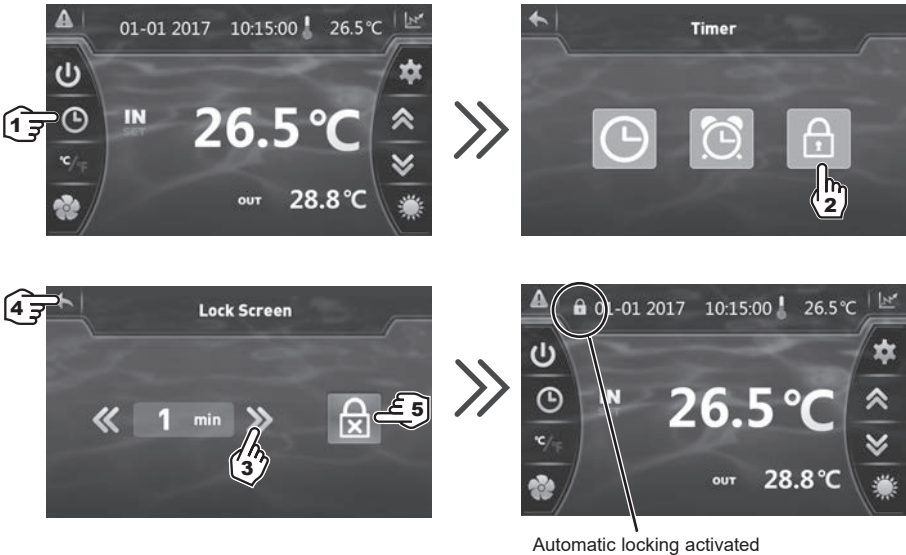 01-01 2017 10:15:00 26.5°C
1
IN
SET
26.5°C
°C/°F
OUT 28.8°C
Timer
2
4
Lock Screen
1 min
3
5
01-01 2017 10:15:00 26.5°C
IN
26.5°C
°C/°F
OUT 28.8°C
Automatic locking activated